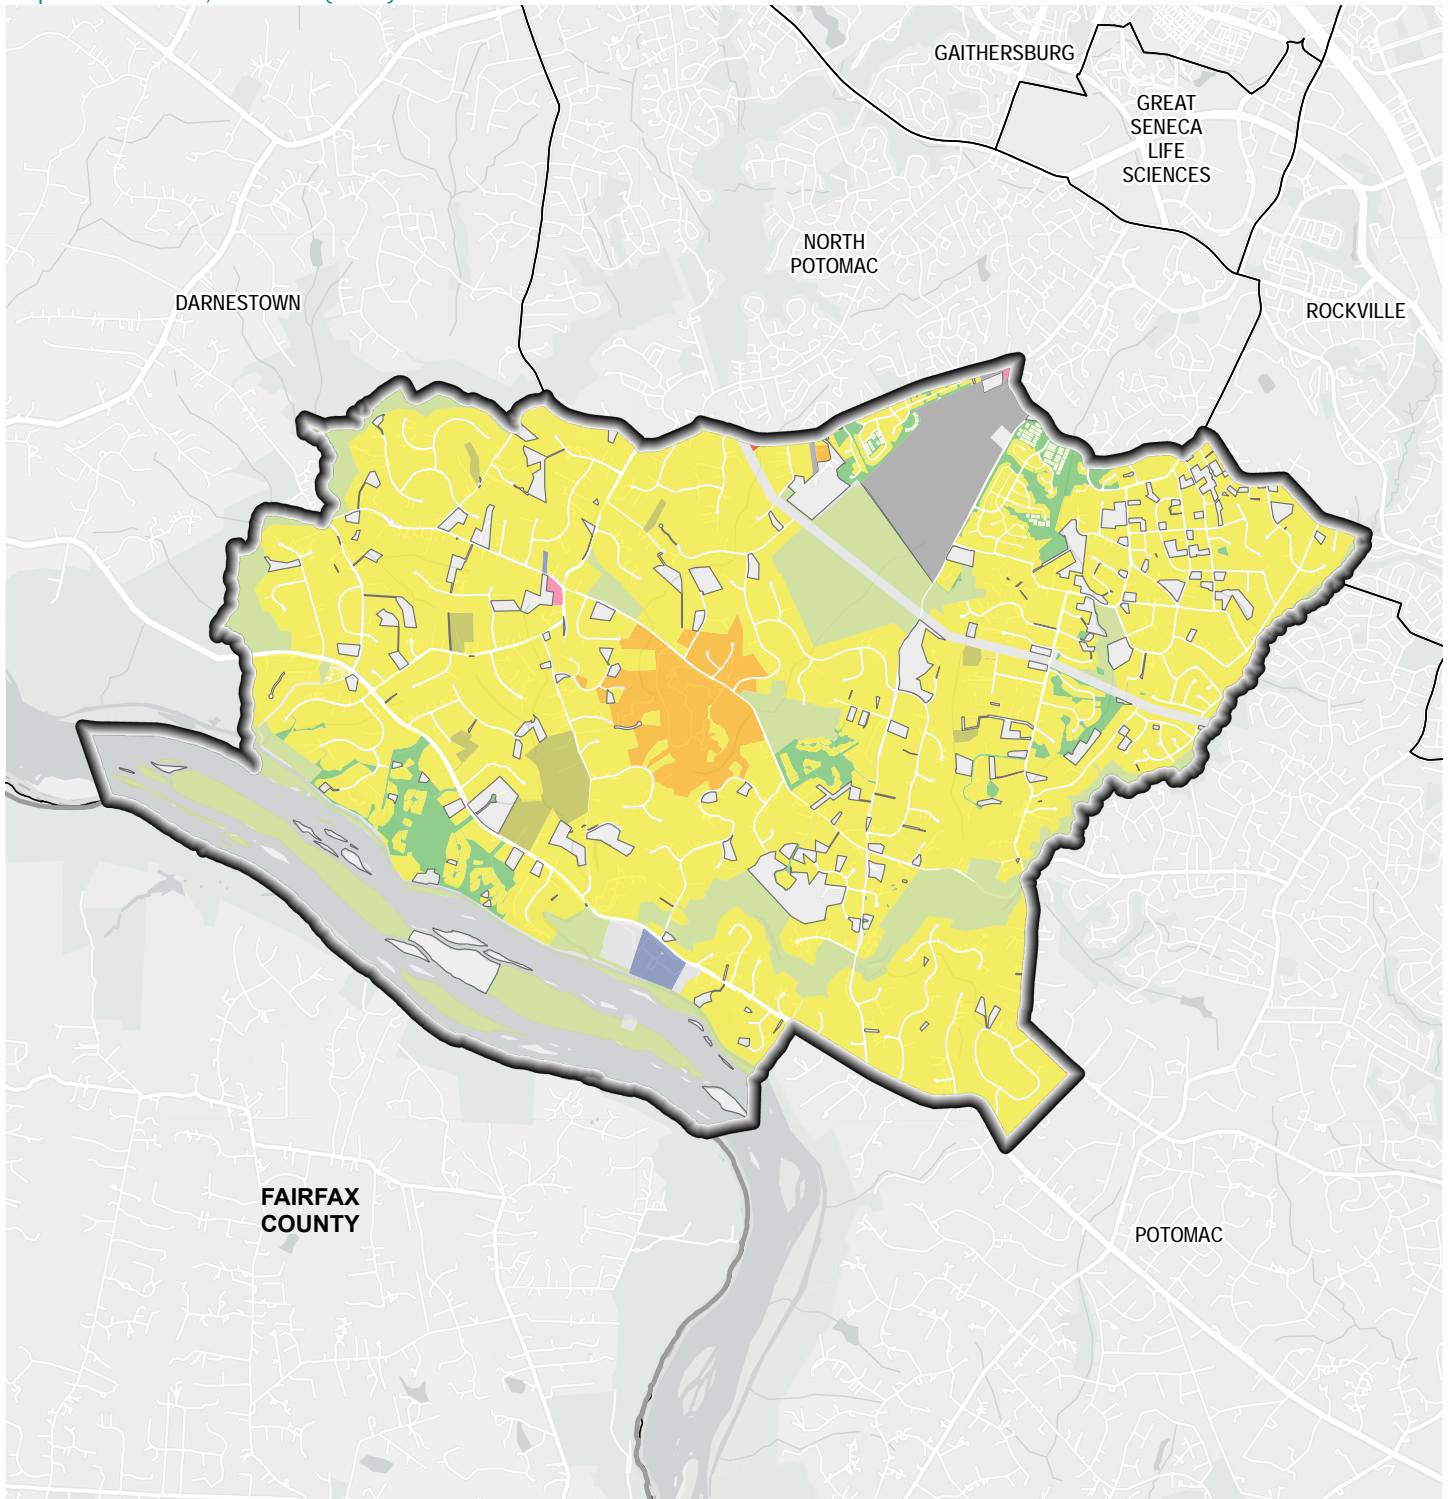 GAITHERSBURG
GREAT
SENECA
LIFE
SCIENCES
NORTH
POTOMAC
DARNESTOWN
ROCKVILLE
FAIRFAX
COUNTY
POTOMAC